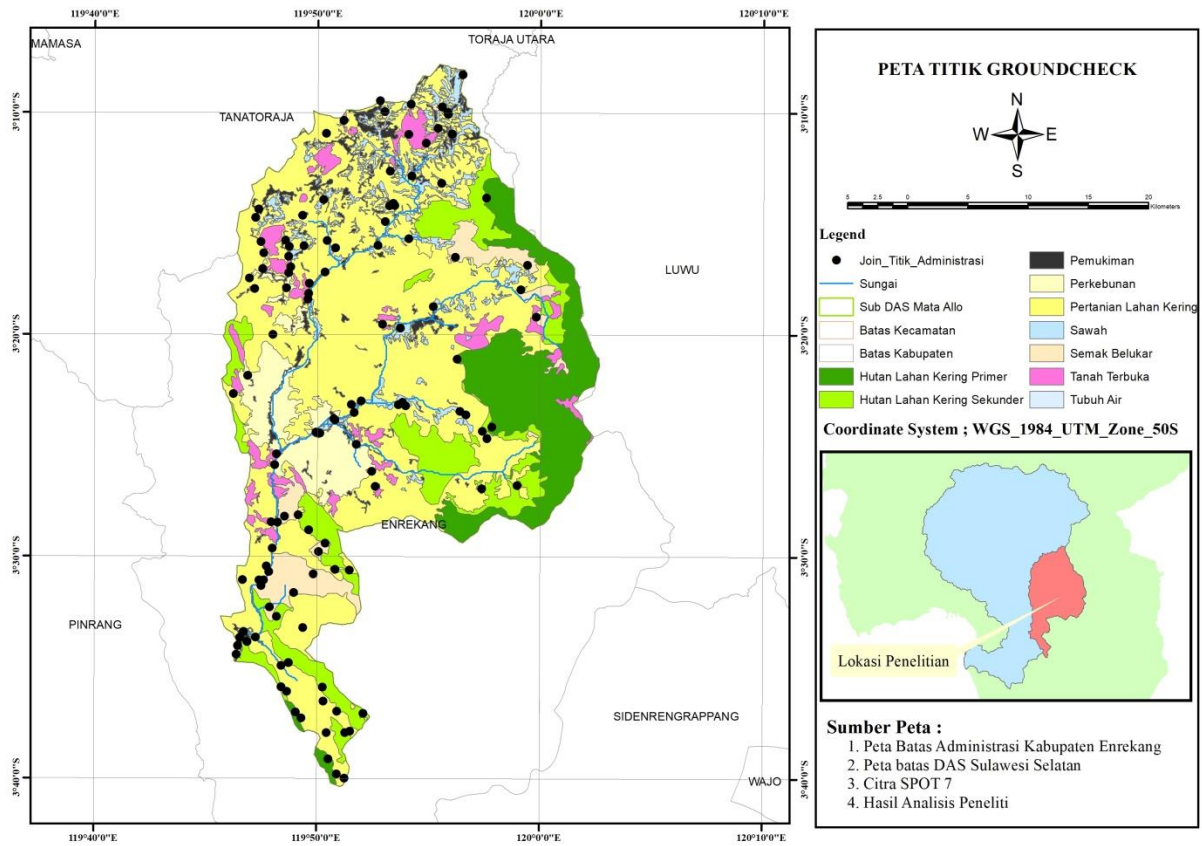 119°40'0"E 119°50'0"E 120°0'0"E 120°10'0"E
MAMASA
TORAJA UTARA
TANATORAJA
LUWU
ENREKANG
PINRANG
SIDENRENGRAPPANG
WAJO
3°10'0"S 3°10'0"S
3°20'0"S 3°20'0"S
3°30'0"S 3°30'0"S
3°40'0"S 3°40'0"S
119°40'0"E 119°50'0"E 120°0'0"E 120°10'0"E
PETA TITIK GROUNDCHECK
N
W E
S
5 2.5 0 5 10 15 20
Kilometers
Legend
Join_Titik_Administrasi
Sungai
Sub DAS Mata Allo
Batas Kecamatan
Batas Kabupaten
Hutan Lahan Kering Primer
Hutan Lahan Kering Sekunder
Pemukiman
Perkebunan
Pertanian Lahan Kering
Sawah
Semak Belukar
Tanah Terbuka
Tubuh Air
Coordinate System ; WGS_1984_UTM_Zone_50S
Lokasi Penelitian
Sumber Peta :
1. Peta Batas Administrasi Kabupaten Enrekang
2. Peta batas DAS Sulawesi Selatan
3. Citra SPOT 7
4. Hasil Analisis Peneliti